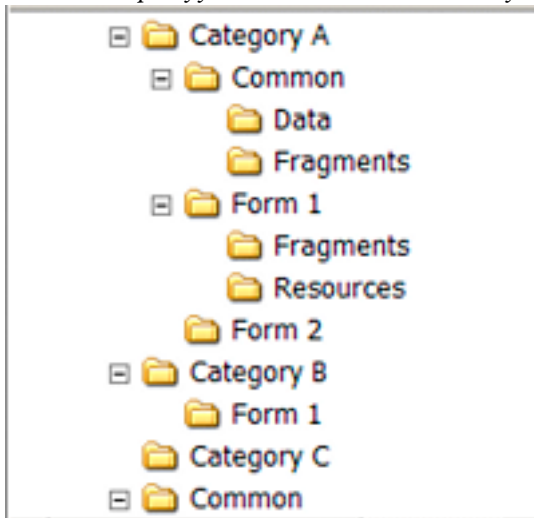 Category A
Common
Data
Fragments
Form 1
Fragments
Resources
Form 2
Category B
Form 1
Category C
Common